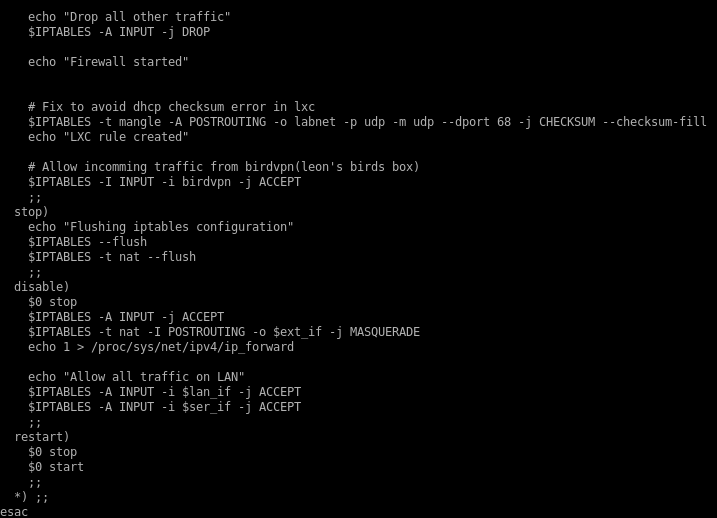 echo "Drop all other traffic"
$IPTABLES -A INPUT -j DROP
echo "Firewall started"
# Fix to avoid dhcp checksum error in lxc
$IPTABLES -t mangle -A POSTROUTING -o labnet -p udp -m udp --dport 68 -j CHECKSUM --checksum-fill
echo "LXC rule created"
# Allow incomming traffic from birdvpn(leon's birds box)
$IPTABLES -I INPUT -i birdvpn -j ACCEPT
;;
stop)
echo "Flushing iptables configuration"
$IPTABLES --flush
$IPTABLES -t nat --flush
;;
disable)
$0 stop
$IPTABLES -A INPUT -j ACCEPT
$IPTABLES -t nat -I POSTROUTING -o $ext_if -j MASQUERADE
echo 1 > /proc/sys/net/ipv4/ip_forward
echo "Allow all traffic on LAN"
$IPTABLES -A INPUT -i $lan_if -j ACCEPT
$IPTABLES -A INPUT -i $ser_if -j ACCEPT
;;
restart)
$0 stop
$0 start
;;
*) ;;
esac